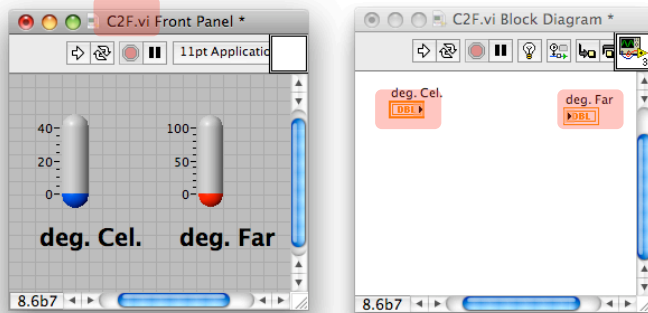 C2F.vi Front Panel *
11pt Applicatio
40-
20-
0-
100-
50-
0-
deg. Cel.
deg. Far
8.6b7
C2F.vi Block Diagram *
3
deg. Cel.
DBL
deg. Far
DBL
8.6b7